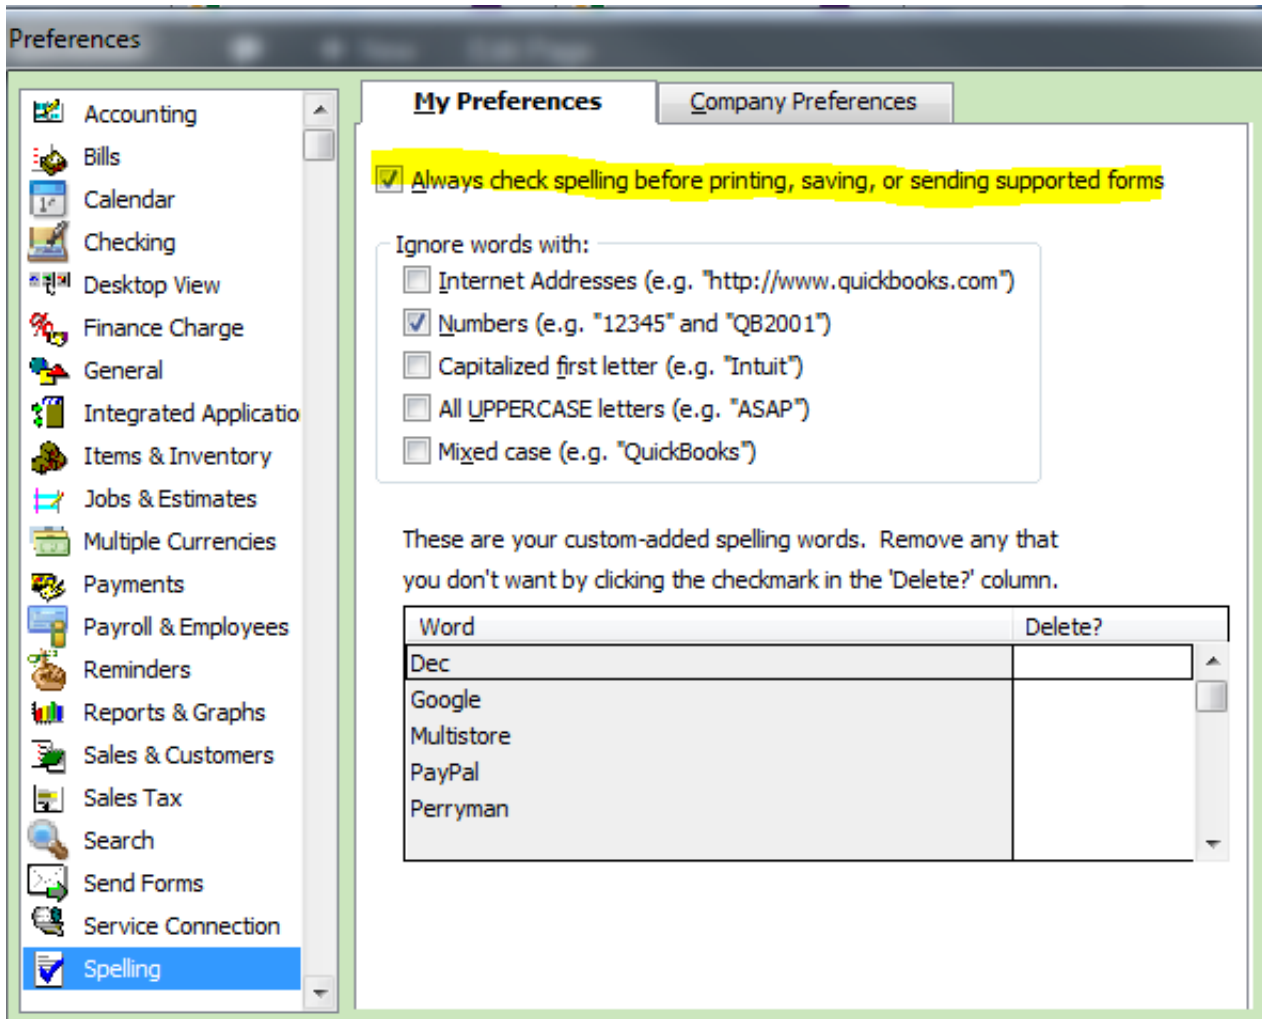 Preferences
New
Edit Page
Accounting
Bills
Calendar
Checking
Desktop View
Finance Charge
General
Integrated Applicatio
Items & Inventory
Jobs & Estimates
Multiple Currencies
Payments
Payroll & Employees
Reminders
Reports & Graphs
Sales & Customers
Sales Tax
Search
Send Forms
Service Connection
Spelling
My Preferences
Company Preferences
Always check spelling before printing, saving, or sending supported forms
Ignore words with:
Internet Addresses (e.g. "http://www.quickbooks.com")
Numbers (e.g. "12345" and "QB2001")
Capitalized first letter (e.g. "Intuit")
All UPPERCASE letters (e.g. "ASAP")
Mixed case (e.g. "QuickBooks")
These are your custom-added spelling words. Remove any that
you don't want by clicking the checkmark in the 'Delete?' column.
Word Delete?
Dec
Google
Multistore
PayPal
Perryman